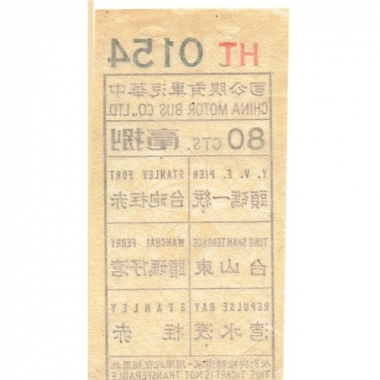 HT 0154
中華汽車有限公司
CHINA MOTOR BUS CO., LTD.
80 CTS. 捌毫
Y. V. F. PIER
統一碼頭
STANLEY FORT
赤柱炮台
TUNG SHAN TERRACE
東山台
WANCHAI FERRY
灣仔碼頭
REPULSE BAY
淺水灣
STANLEY
赤柱
THIS TICKET IS NOT TRANSFERABLE